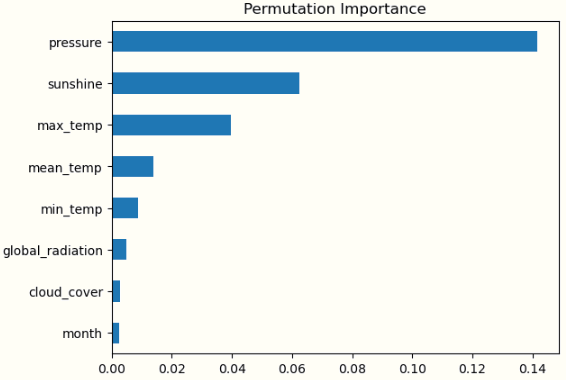 Permutation Importance
pressure
sunshine
max_temp
mean_temp
min_temp
global_radiation
cloud_cover
month
0.00 0.02 0.04 0.06 0.08 0.10 0.12 0.14